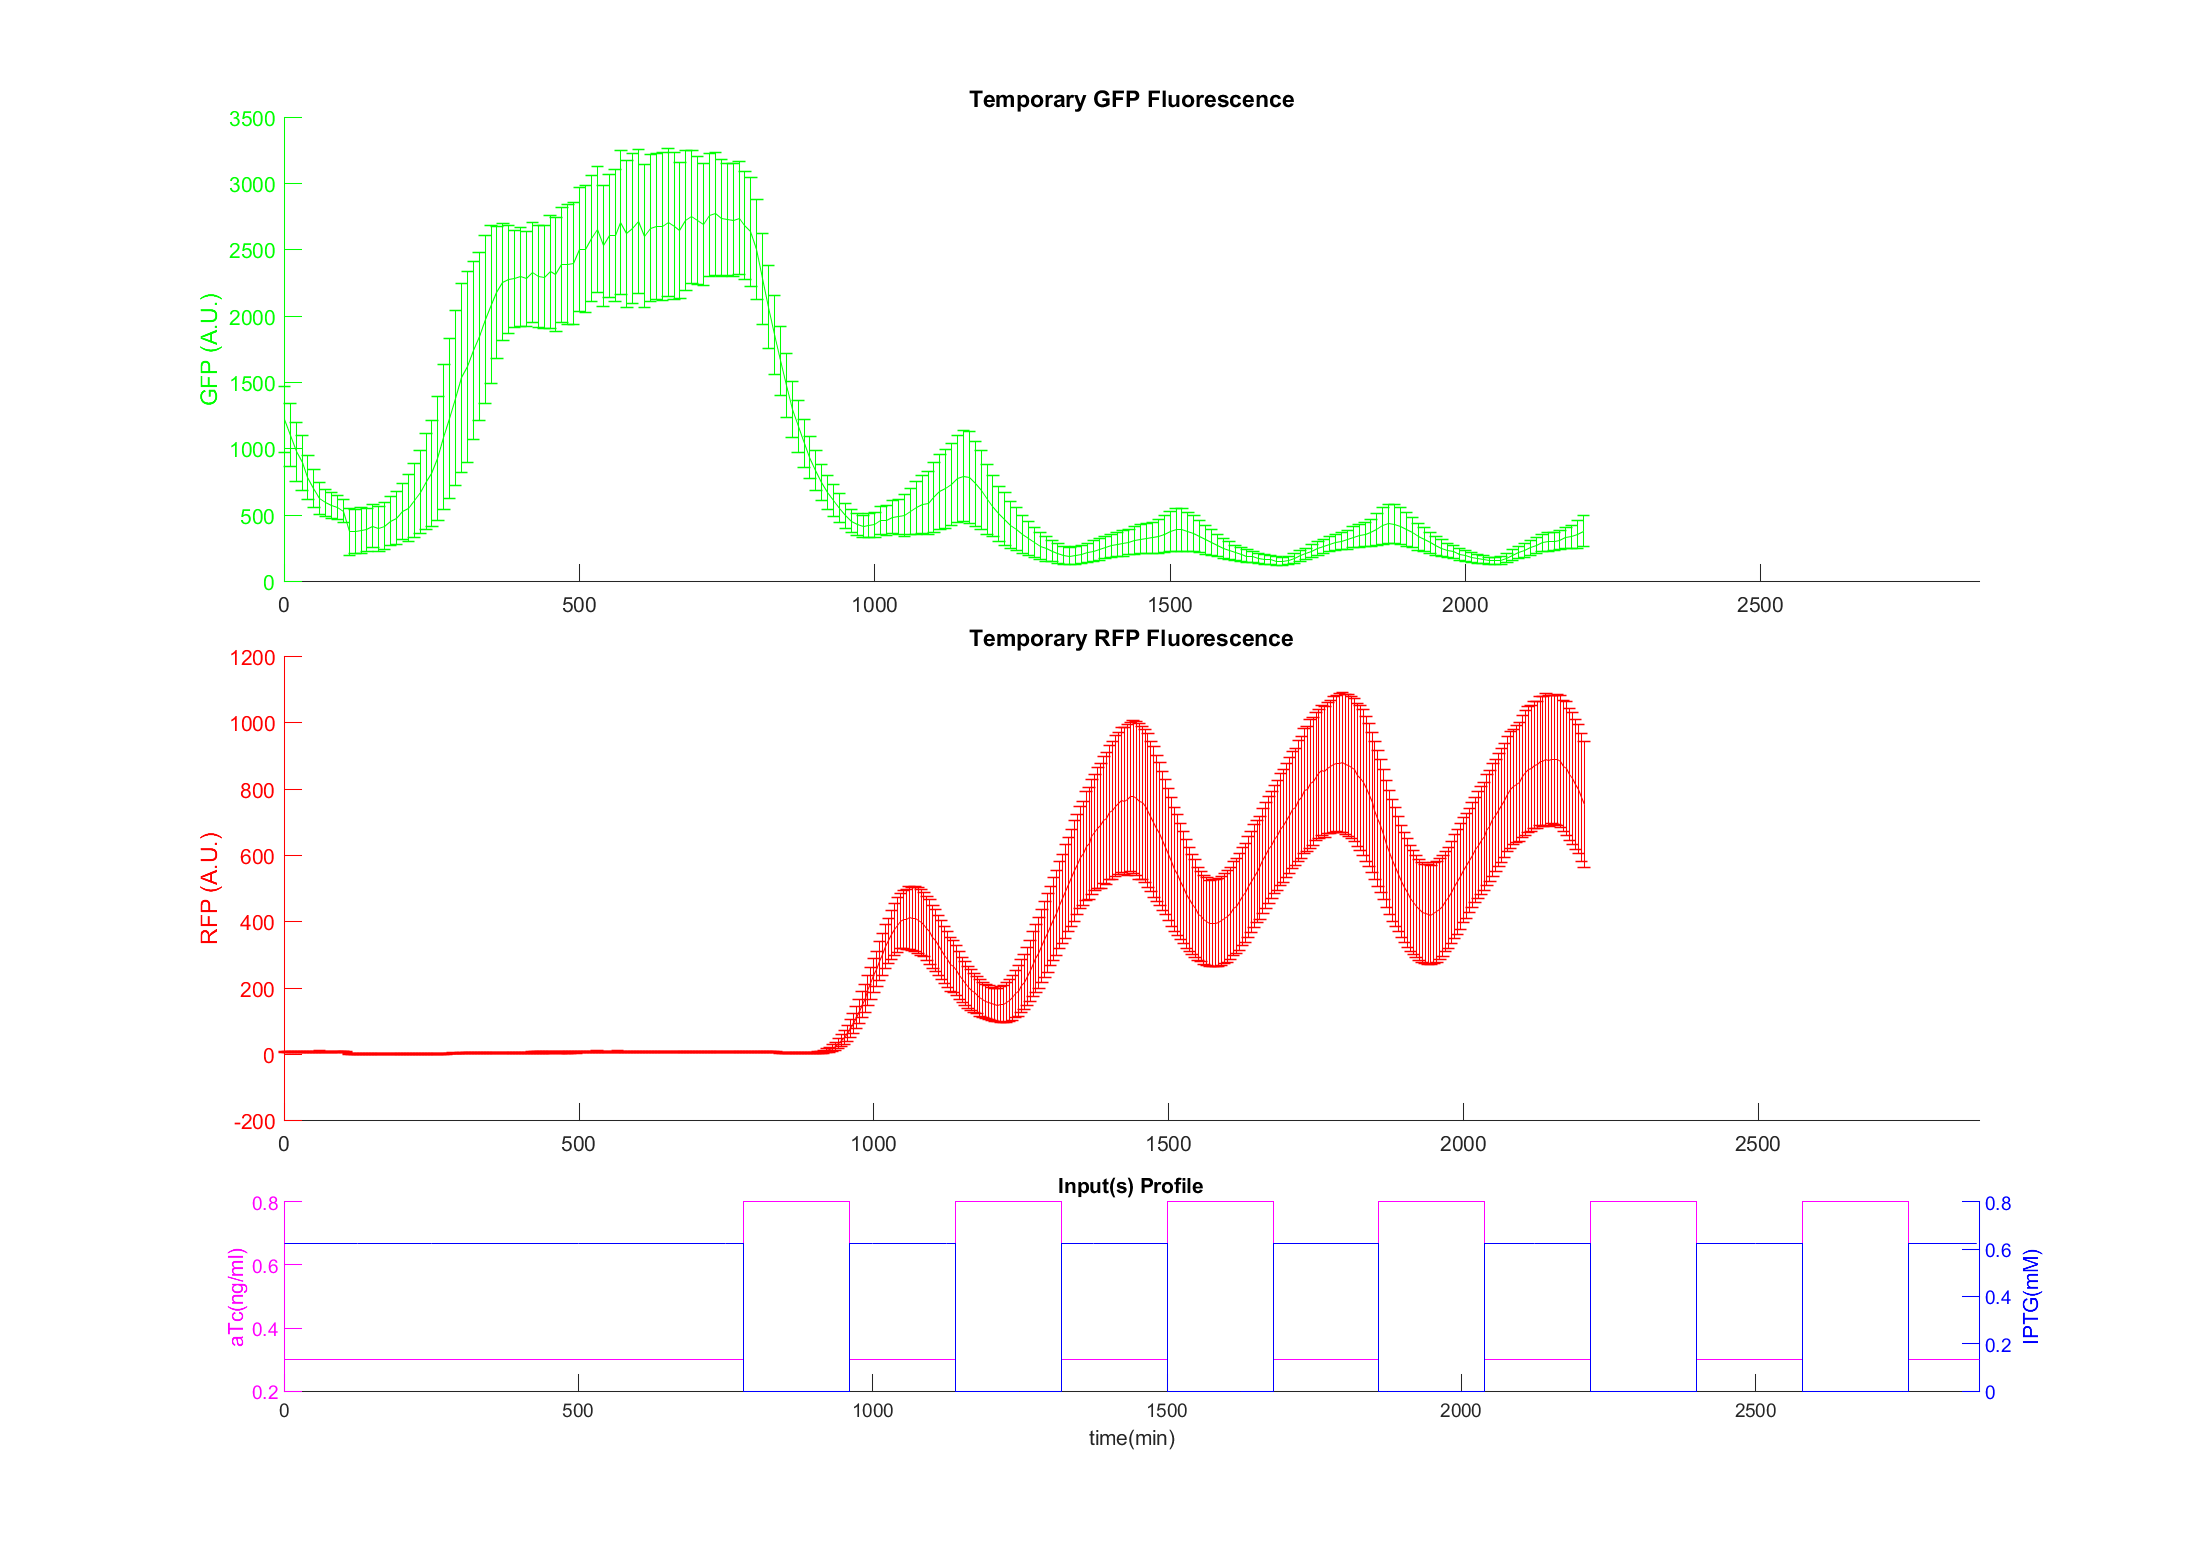 Temporary GFP Fluorescence
3500
3000
2500
2000
1500
1000
500
0
GFP (A.U.)
0 500 1000 1500 2000 2500
Temporary RFP Fluorescence
1200
1000
800
600
400
200
0
-200
RFP (A.U.)
0 500 1000 1500 2000 2500
Input(s) Profile
0.8
0.6
0.4
0.2
aTc(ng/ml)
0.8
0.6
0.4
0.2
0
IPTG(mM)
0 500 1000 1500 2000 2500
time(min)